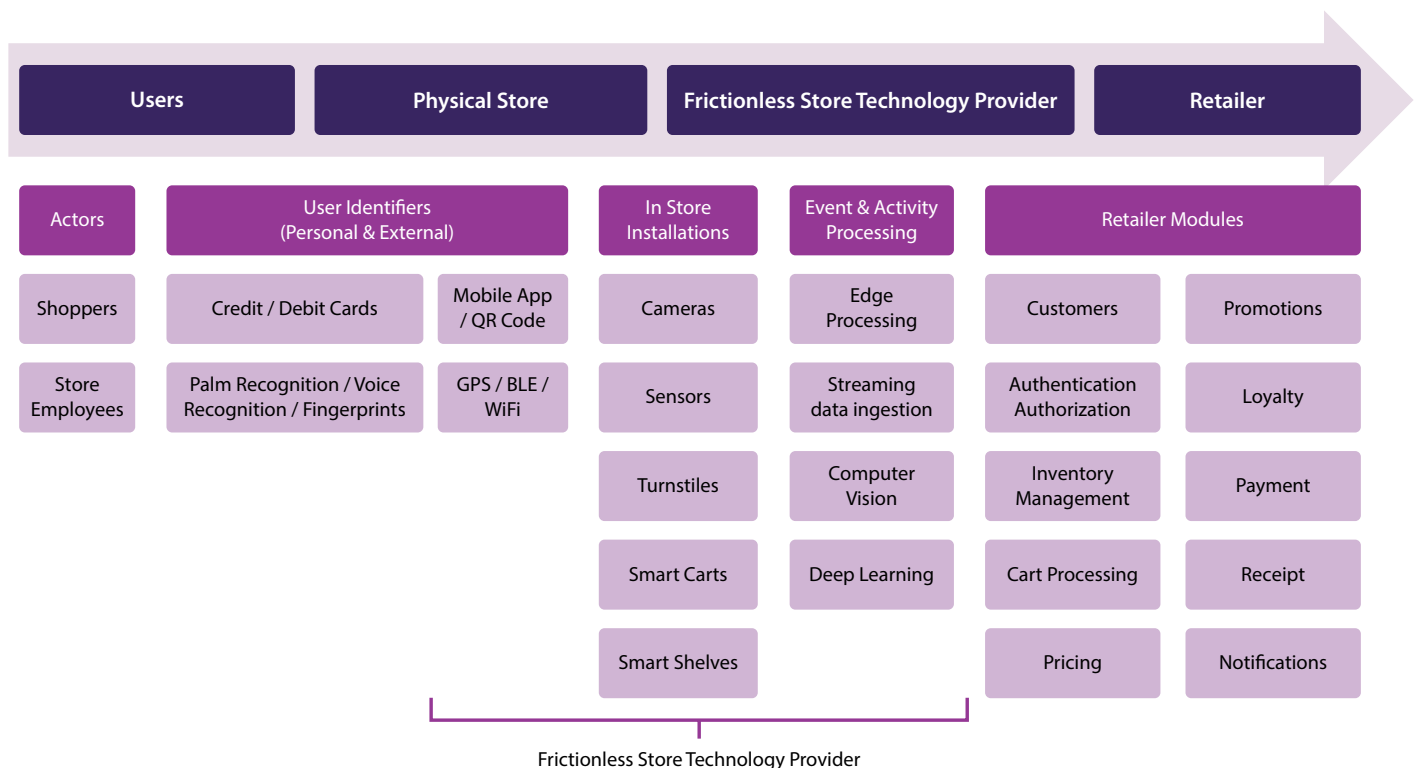 Users
Physical Store
Frictionless Store Technology Provider
Retailer
Actors
User Identifiers
(Personal & External)
In Store
Installations
Event & Activity
Processing
Retailer Modules
Shoppers
Credit / Debit Cards
Mobile App
/ QR Code
Cameras
Edge
Processing
Customers
Promotions
Store
Employees
Palm Recognition / Voice
Recognition / Fingerprints
GPS / BLE /
WiFi
Sensors
Streaming
data ingestion
Authentication
Authorization
Loyalty
Turnstiles
Computer
Vision
Inventory
Management
Payment
Smart Carts
Deep Learning
Cart Processing
Receipt
Smart Shelves
Pricing
Notifications
Frictionless Store Technology Provider